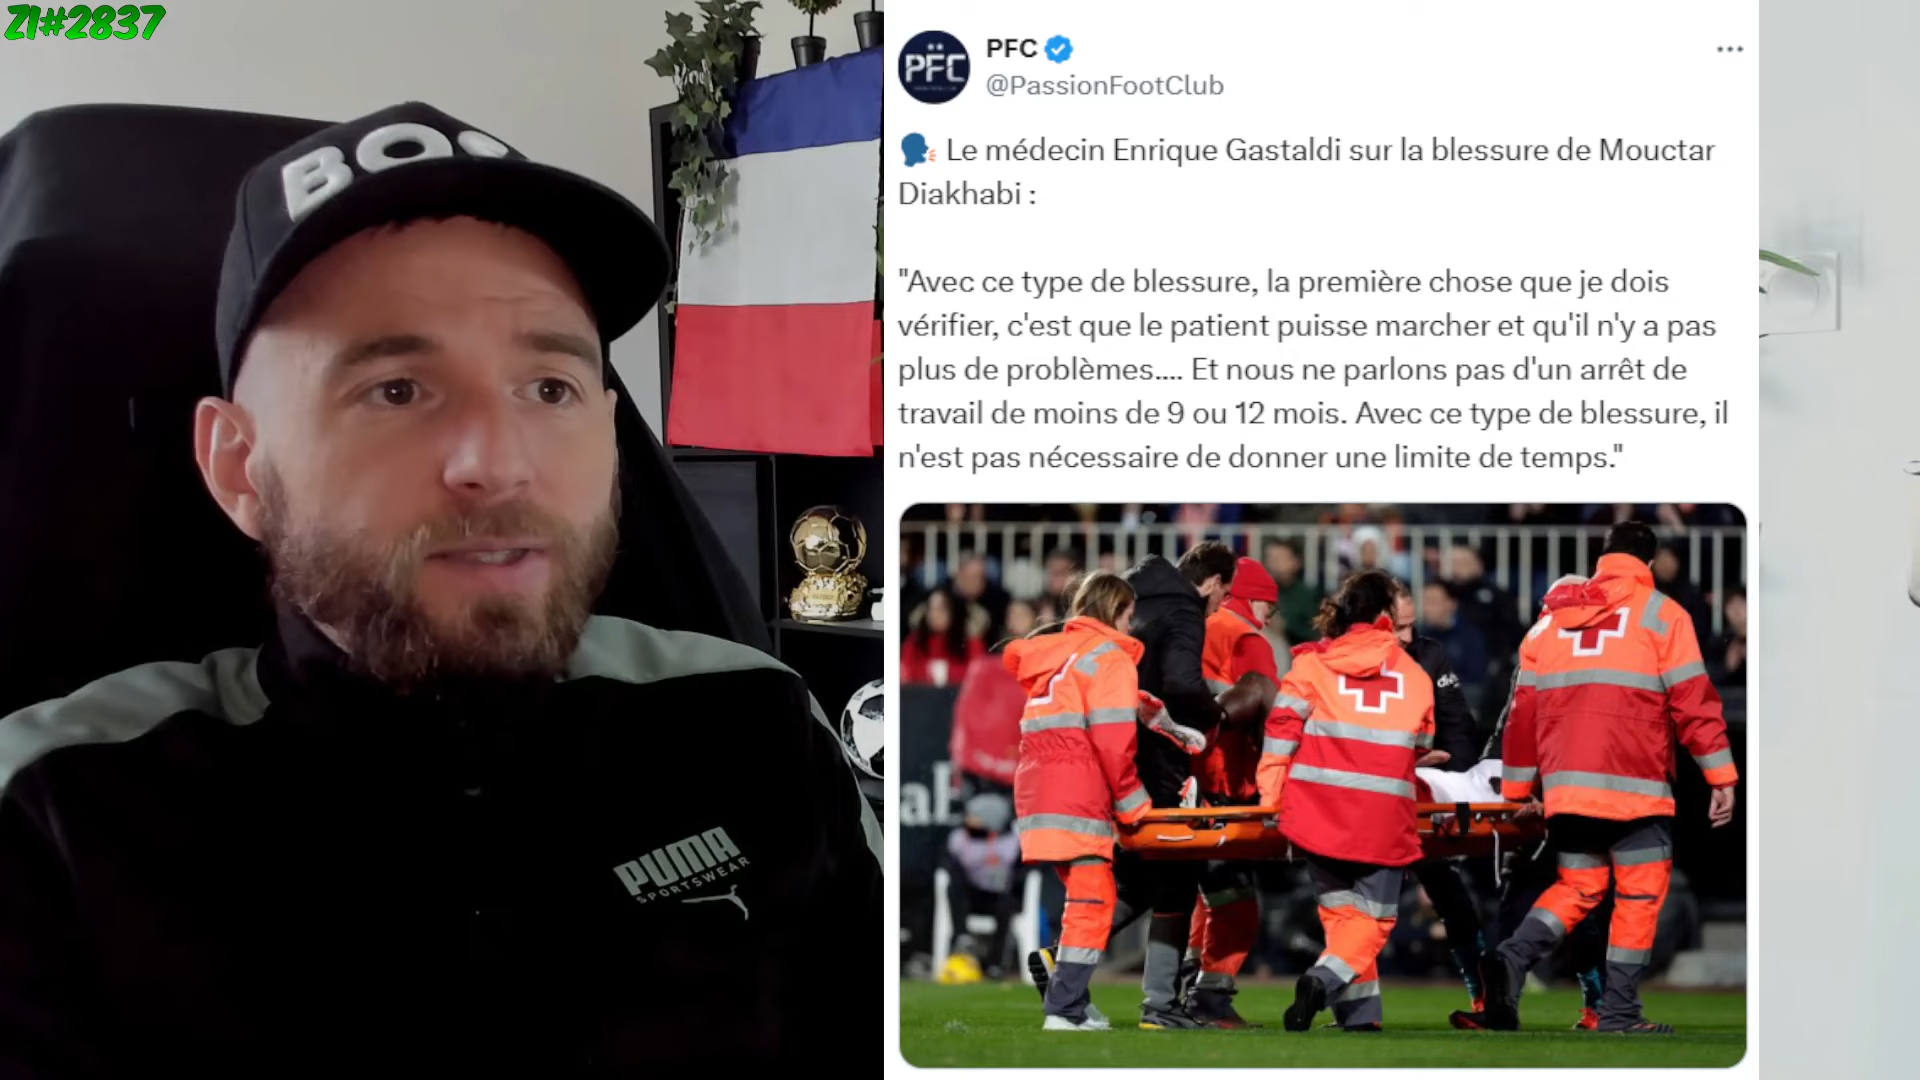 ZI#2837
BOS
PUMA
SPORTSWEAR
PFC
PFC
@PassionFootClub
Le médecin Enrique Gastaldi sur la blessure de Mouctar
Diakhabi :
"Avec ce type de blessure, la première chose que je dois
vérifier, c'est que le patient puisse marcher et qu'il n'y a pas
plus de problèmes.... Et nous ne parlons pas d'un arrêt de
travail de moins de 9 ou 12 mois. Avec ce type de blessure, il
n'est pas nécessaire de donner une limite de temps."